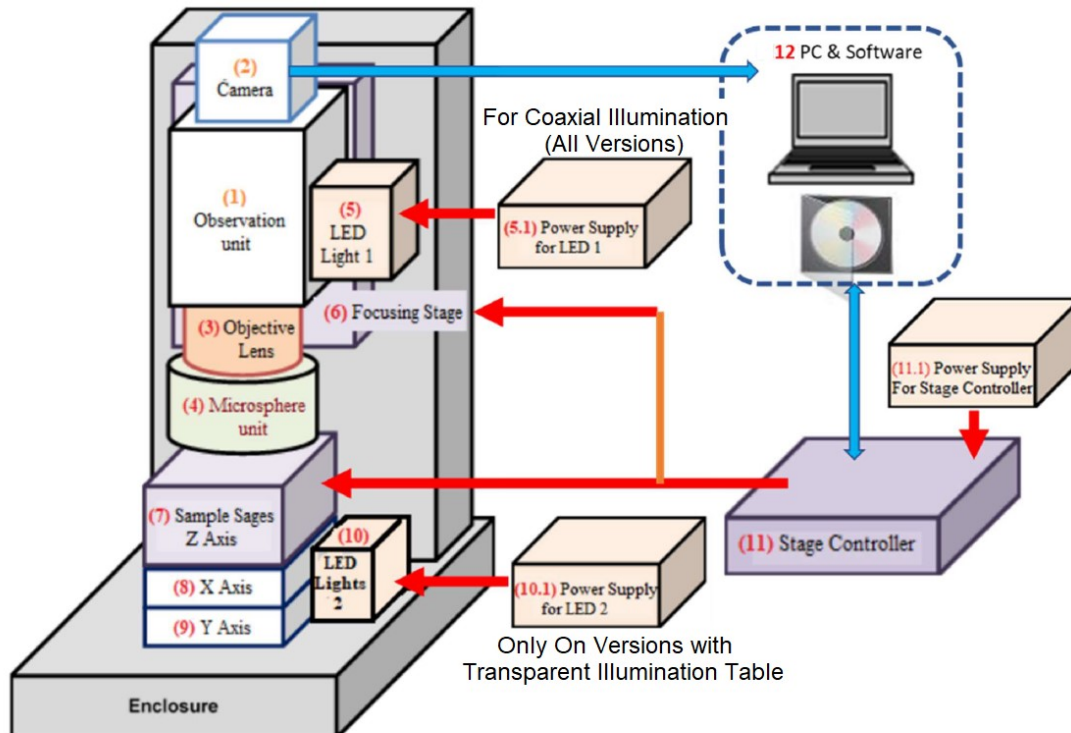 12 PC & Software
(2)
Camera
For Coaxial Illumination
(All Versions)
(1)
Observation
unit
(5)
LED
Light 1
(5.1) Power Supply
for LED 1
(6) Focusing Stage
(3) Objective
Lens
(11.1) Power Supply
For Stage Controller
(4) Microsphere
unit
(7) Sample Sages
Z Axis
(10)
LED
Lights
2
(11) Stage Controller
(8) X Axis
(10.1) Power Supply
for LED 2
(9) Y Axis
Only On Versions with
Transparent Illumination Table
Enclosure